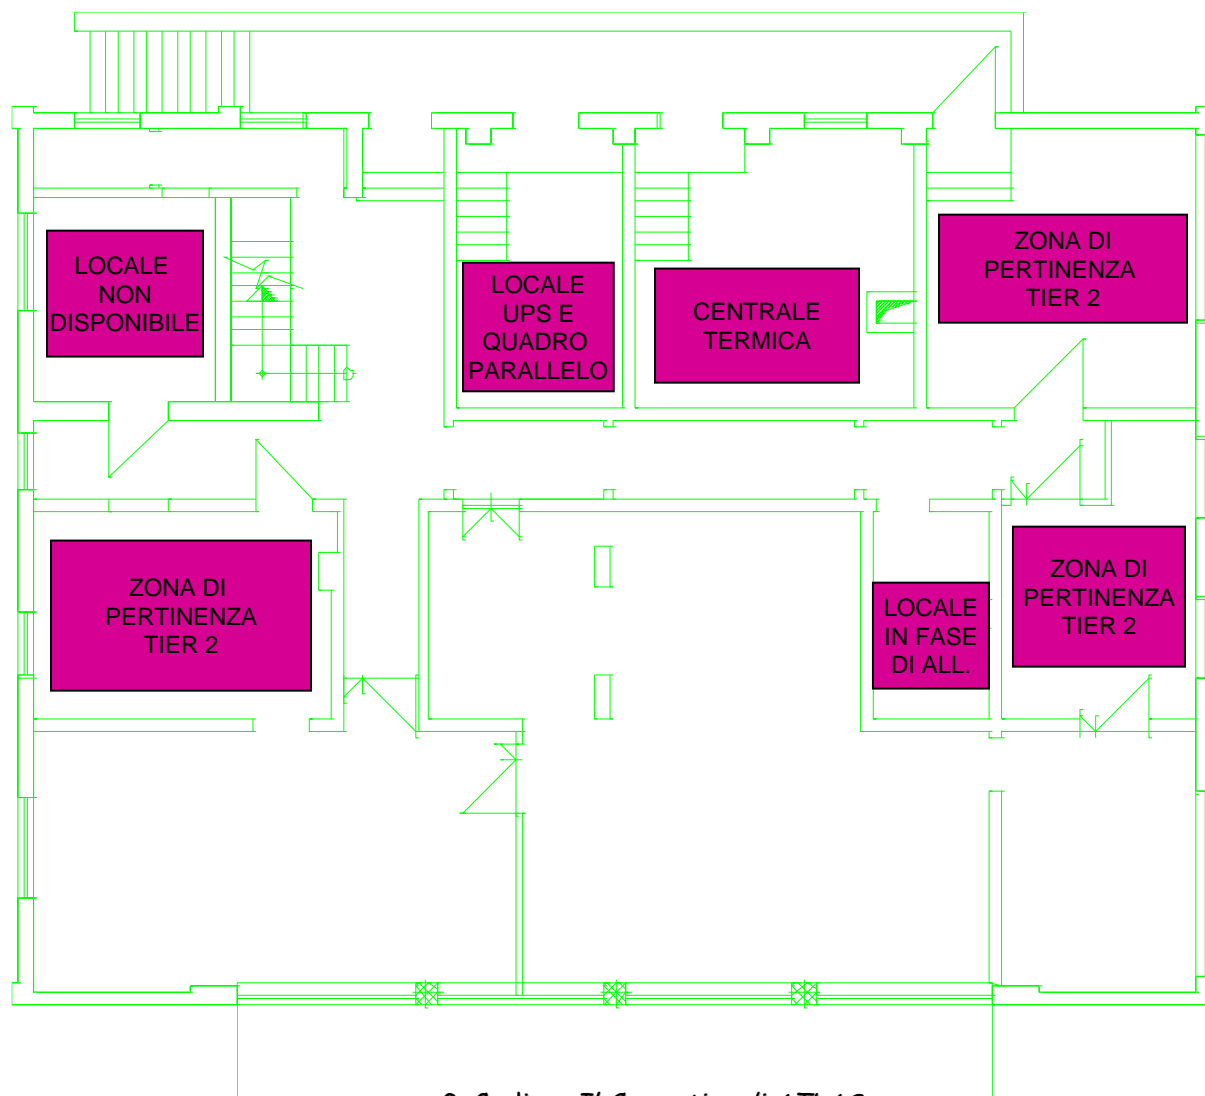 ZONA DI
PERTINENZA
TIER 2
LOCALE
NON
DISPONIBILE
LOCALE
UPS E
QUADRO
PARALLELO
CENTRALE
TERMICA
ZONA DI
PERTINENZA
TIER 2
LOCALE
IN FASE
DI ALL.
ZONA DI
PERTINENZA
TIER 2